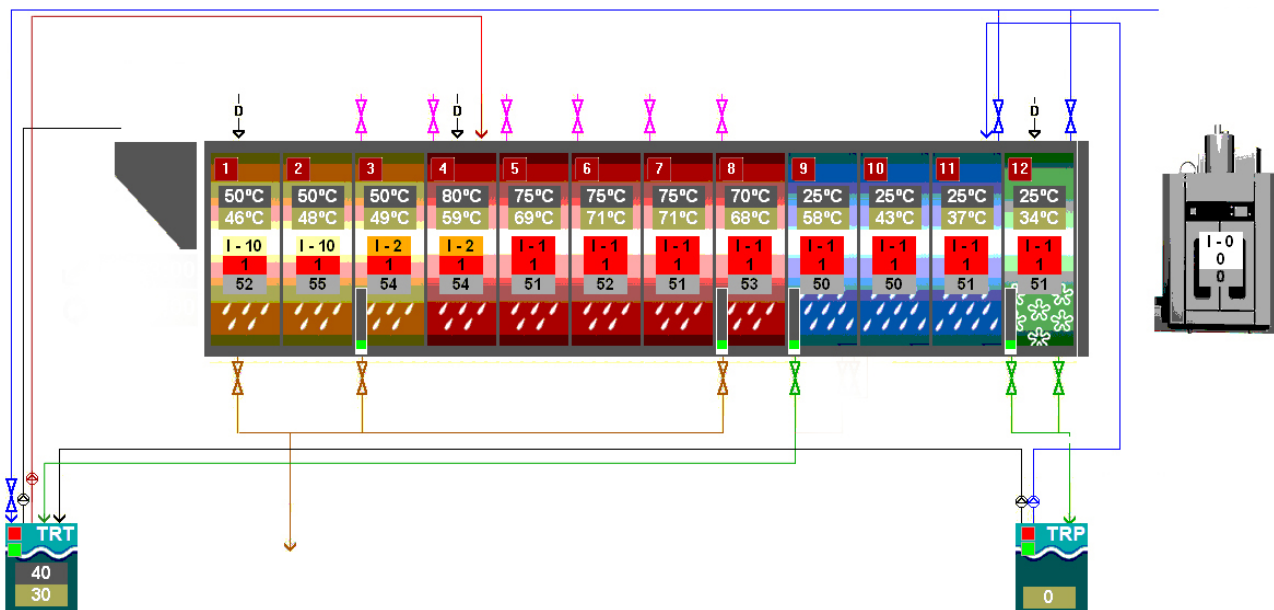 D D D
1 2 3 4 5 6 7 8 9 10 11 12
50ºC 50ºC 50ºC 80ºC 75ºC 75ºC 75ºC 70ºC 25ºC 25ºC 25ºC 25ºC
46ºC 48ºC 49ºC 59ºC 69ºC 71ºC 71ºC 68ºC 58ºC 43ºC 37ºC 34ºC
I - 10 I - 10 I - 2 I - 2 I - 1 I - 1 I - 1 I - 1 I - 1 I - 1 I - 1 I - 1 I - 0
1 1 1 1 1 1 1 1 1 1 1 1 0
52 55 54 54 51 52 51 53 50 50 51 51 0
TRT TRP
40
30 0